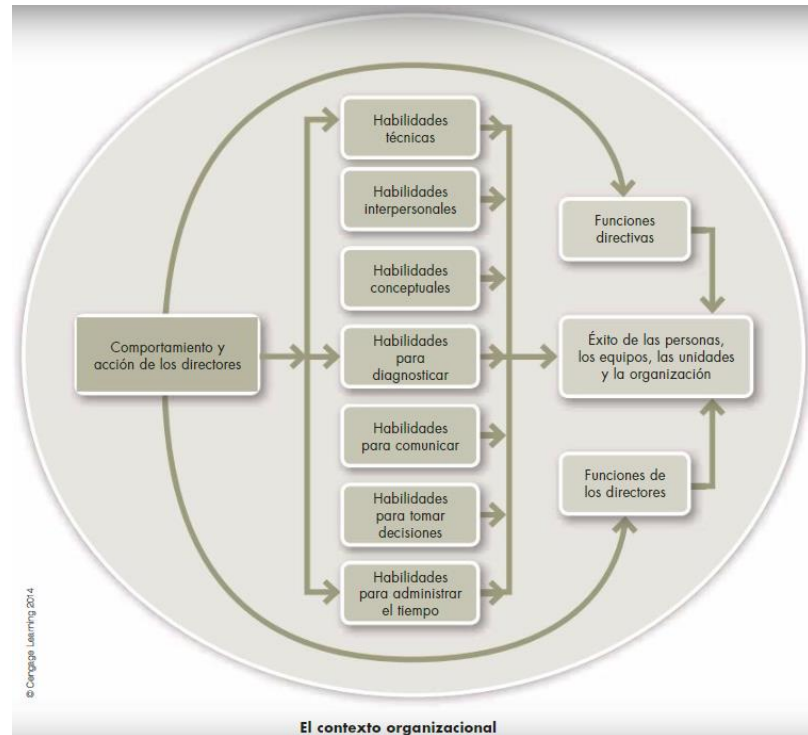 Habilidades
técnicas
Habilidades
interpersonales
Funciones
directivas
Habilidades
conceptuales
Comportamiento y
acción de los directores
Habilidades
para
diagnosticar
Éxito de las personas,
los equipos, las unidades
y la organización
Habilidades
para comunicar
Funciones de
los directores
Habilidades
para tomar
decisiones
Habilidades
para administrar
el tiempo
© Cengage Learning 2014
El contexto organizacional